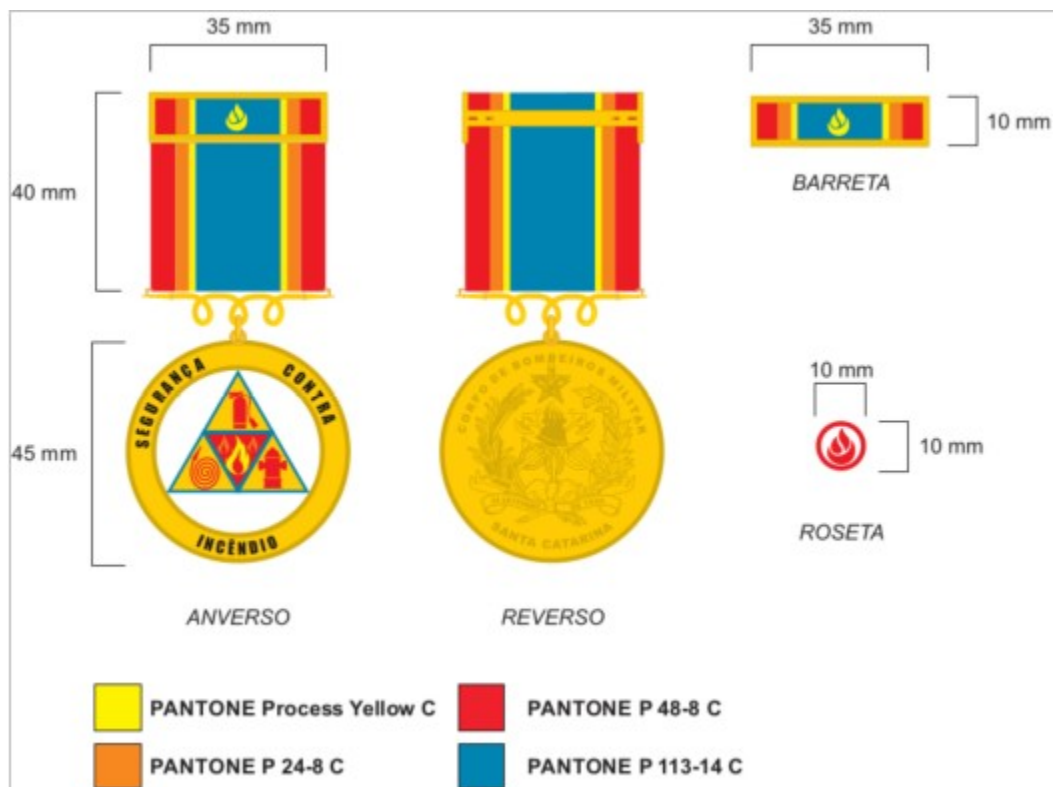 35 mm
35 mm
40 mm
10 mm
BARRETA
SEGURANÇA CONTRA
INCÊNDIO
45 mm
CORPO DE BOMBEIROS MILITAR
SANTA CATARINA
10 mm
10 mm
ROSETA
ANVERSO
REVERSO
PANTONE Process Yellow C
PANTONE P 48-8 C
PANTONE P 24-8 C
PANTONE P 113-14 C